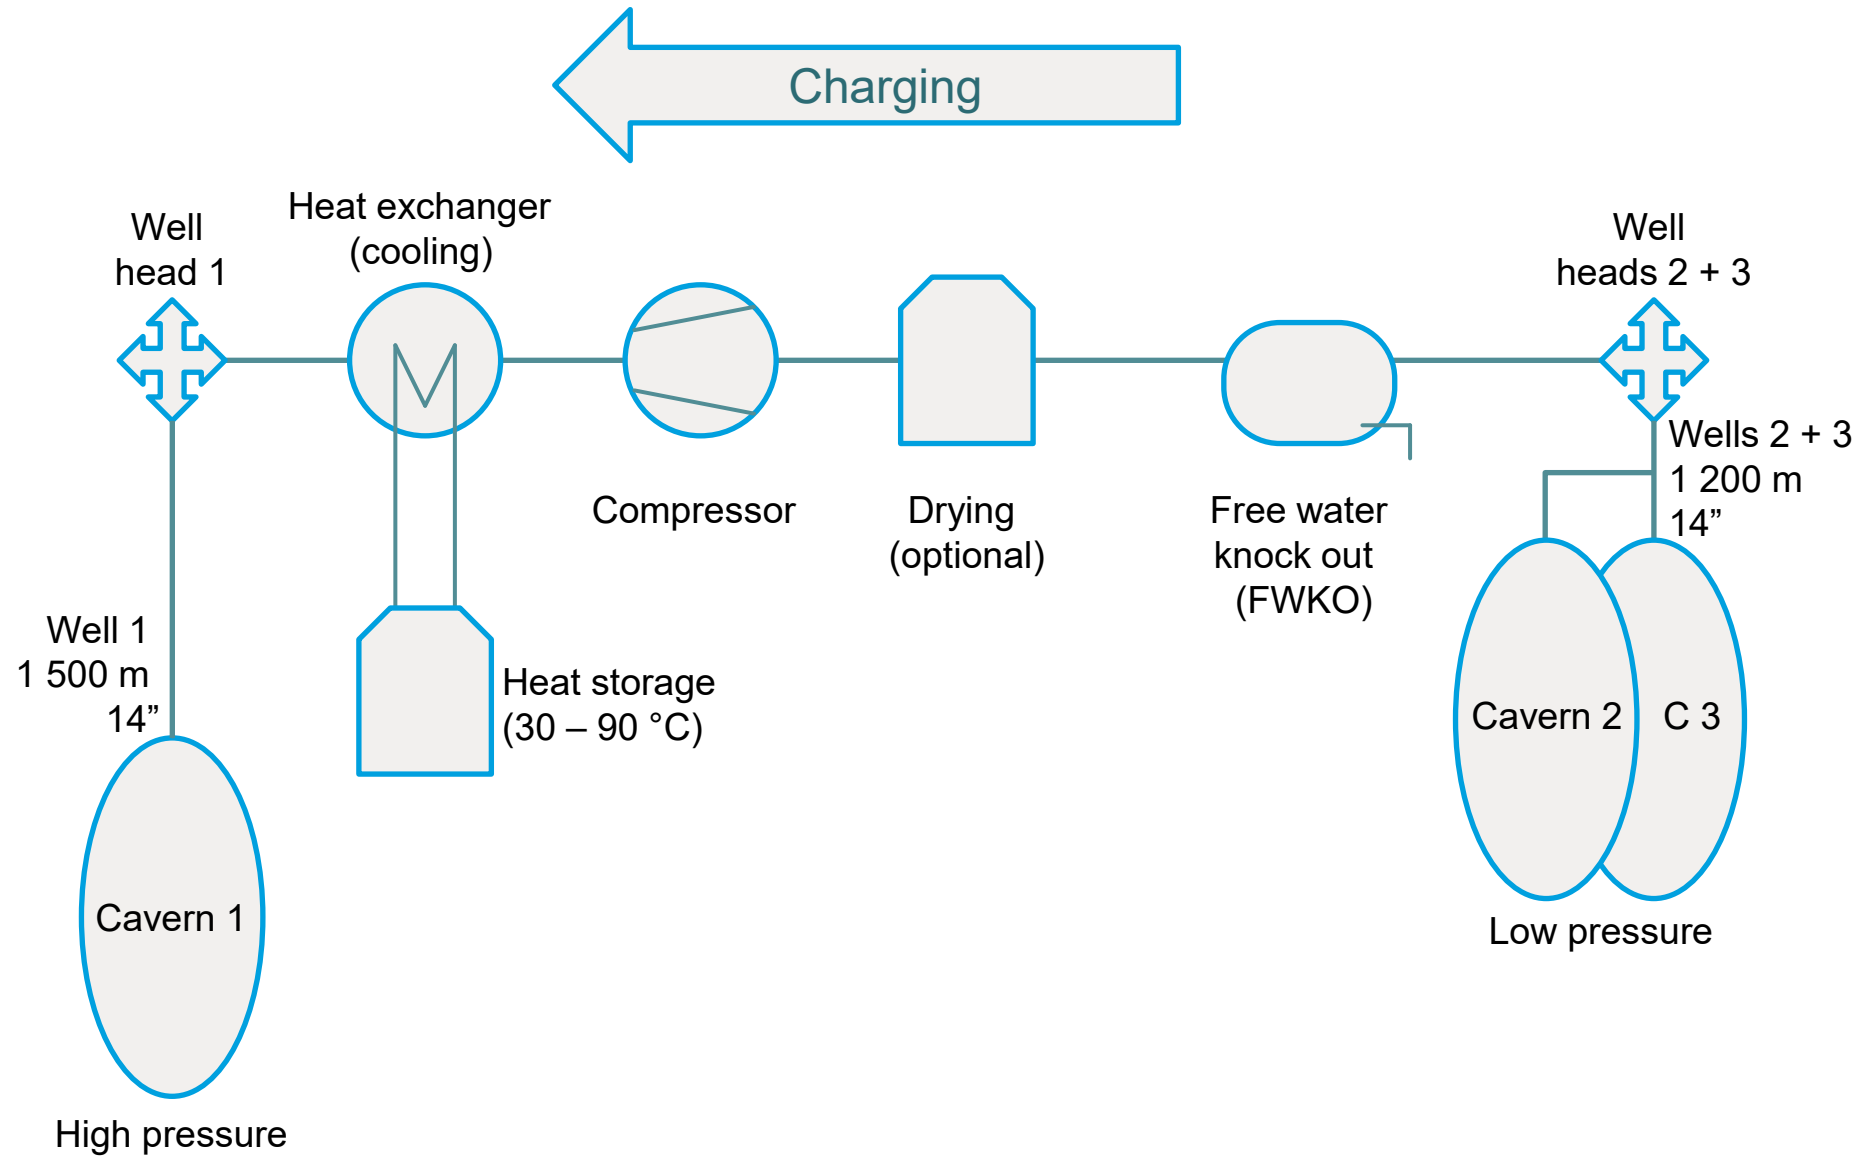 Charging
Well
head 1
Heat exchanger
(cooling)
Well
heads 2 + 3
Wells 2 + 3
1 200 m
14”
Compressor
Drying
(optional)
Free water
knock out
(FWKO)
Well 1
1 500 m
14”
Heat storage
(30 – 90 °C)
Cavern 2
C 3
Cavern 1
Low pressure
High pressure